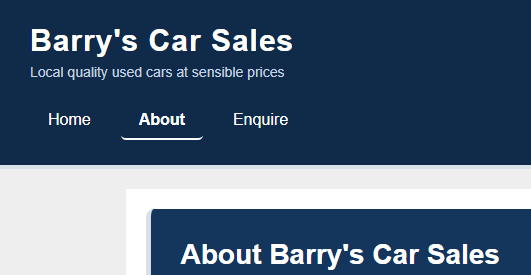 Barry's Car Sales
Local quality used cars at sensible prices
Home About Enquire
About Barry's Car Sales